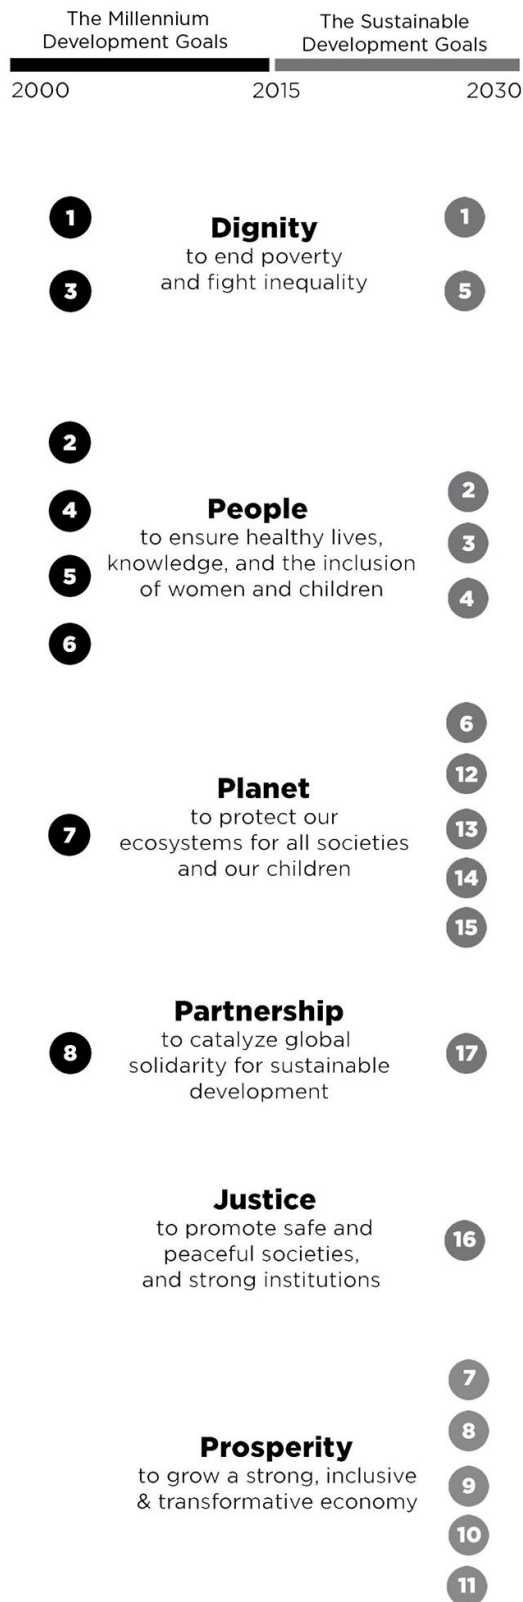 The Millennium
Development Goals
The Sustainable
Development Goals
2000
2015
2030
1
3
Dignity
to end poverty
and fight inequality
1
5
2
4
5
6
People
to ensure healthy lives,
knowledge, and the inclusion
of women and children
2
3
4
7
Planet
to protect our
ecosystems for all societies
and our children
6
12
13
14
15
8
Partnership
to catalyze global
solidarity for sustainable
development
17
Justice
to promote safe and
peaceful societies,
and strong institutions
16
Prosperity
to grow a strong, inclusive
& transformative economy
7
8
9
10
11